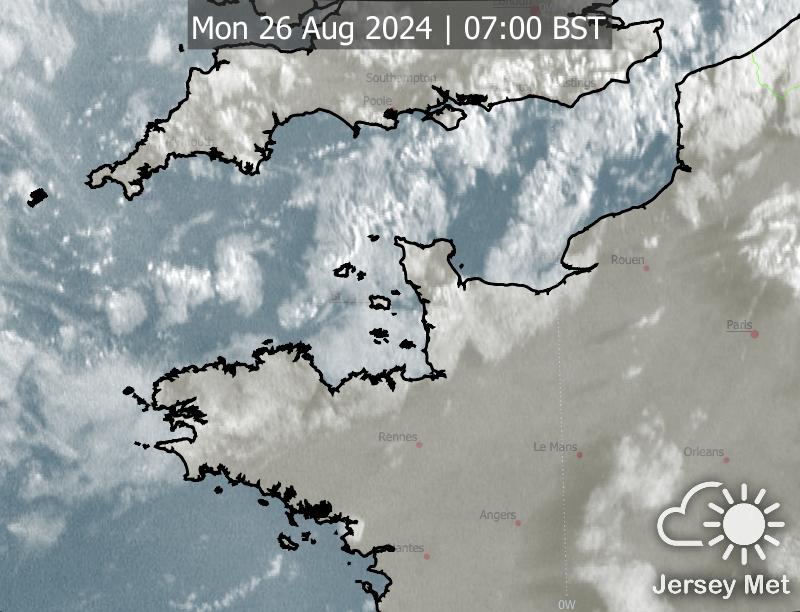 London
Mon 26 Aug 2024 | 07:00 BST
Southampton
Poole
Rouen
Paris
Rennes
Le Mans
Orleans
Angers
0W
Jersey Met